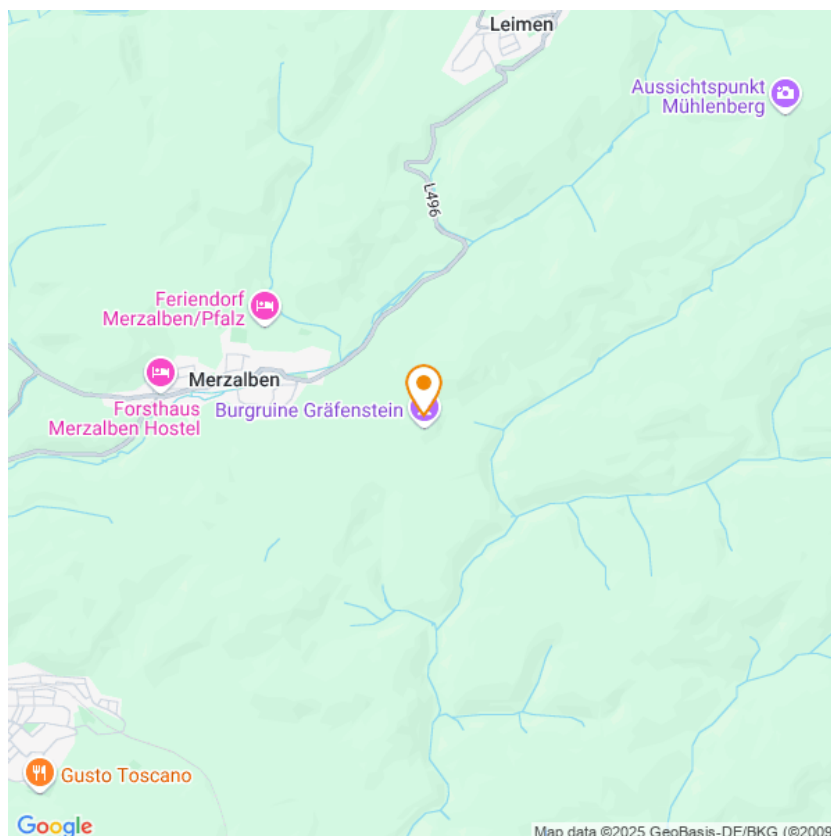 Leimen
Aussichtspunkt
Mühlenberg
L496
Feriendorf
Merzalben/Pfalz
Merzalben
Forsthaus
Merzalben Hostel
Burgruine Gräfenstein
Gusto Toscano
Google
Map data ©2025 GeoBasis-DE/BKG (©2009